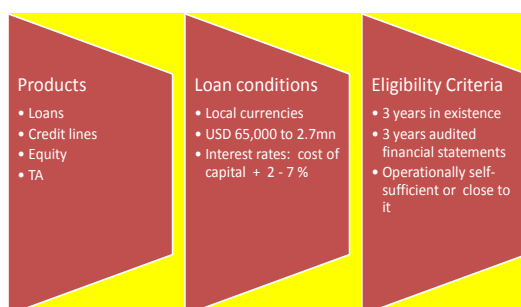 Products
• Loans
• Credit lines
• Equity
• TA
Loan conditions
• Local currencies
• USD 65,000 to 2.7mn
• Interest rates: cost of
capital + 2 - 7 %
Eligibility Criteria
• 3 years in existence
• 3 years audited
financial statements
• Operationally self-
sufficient or close to
it